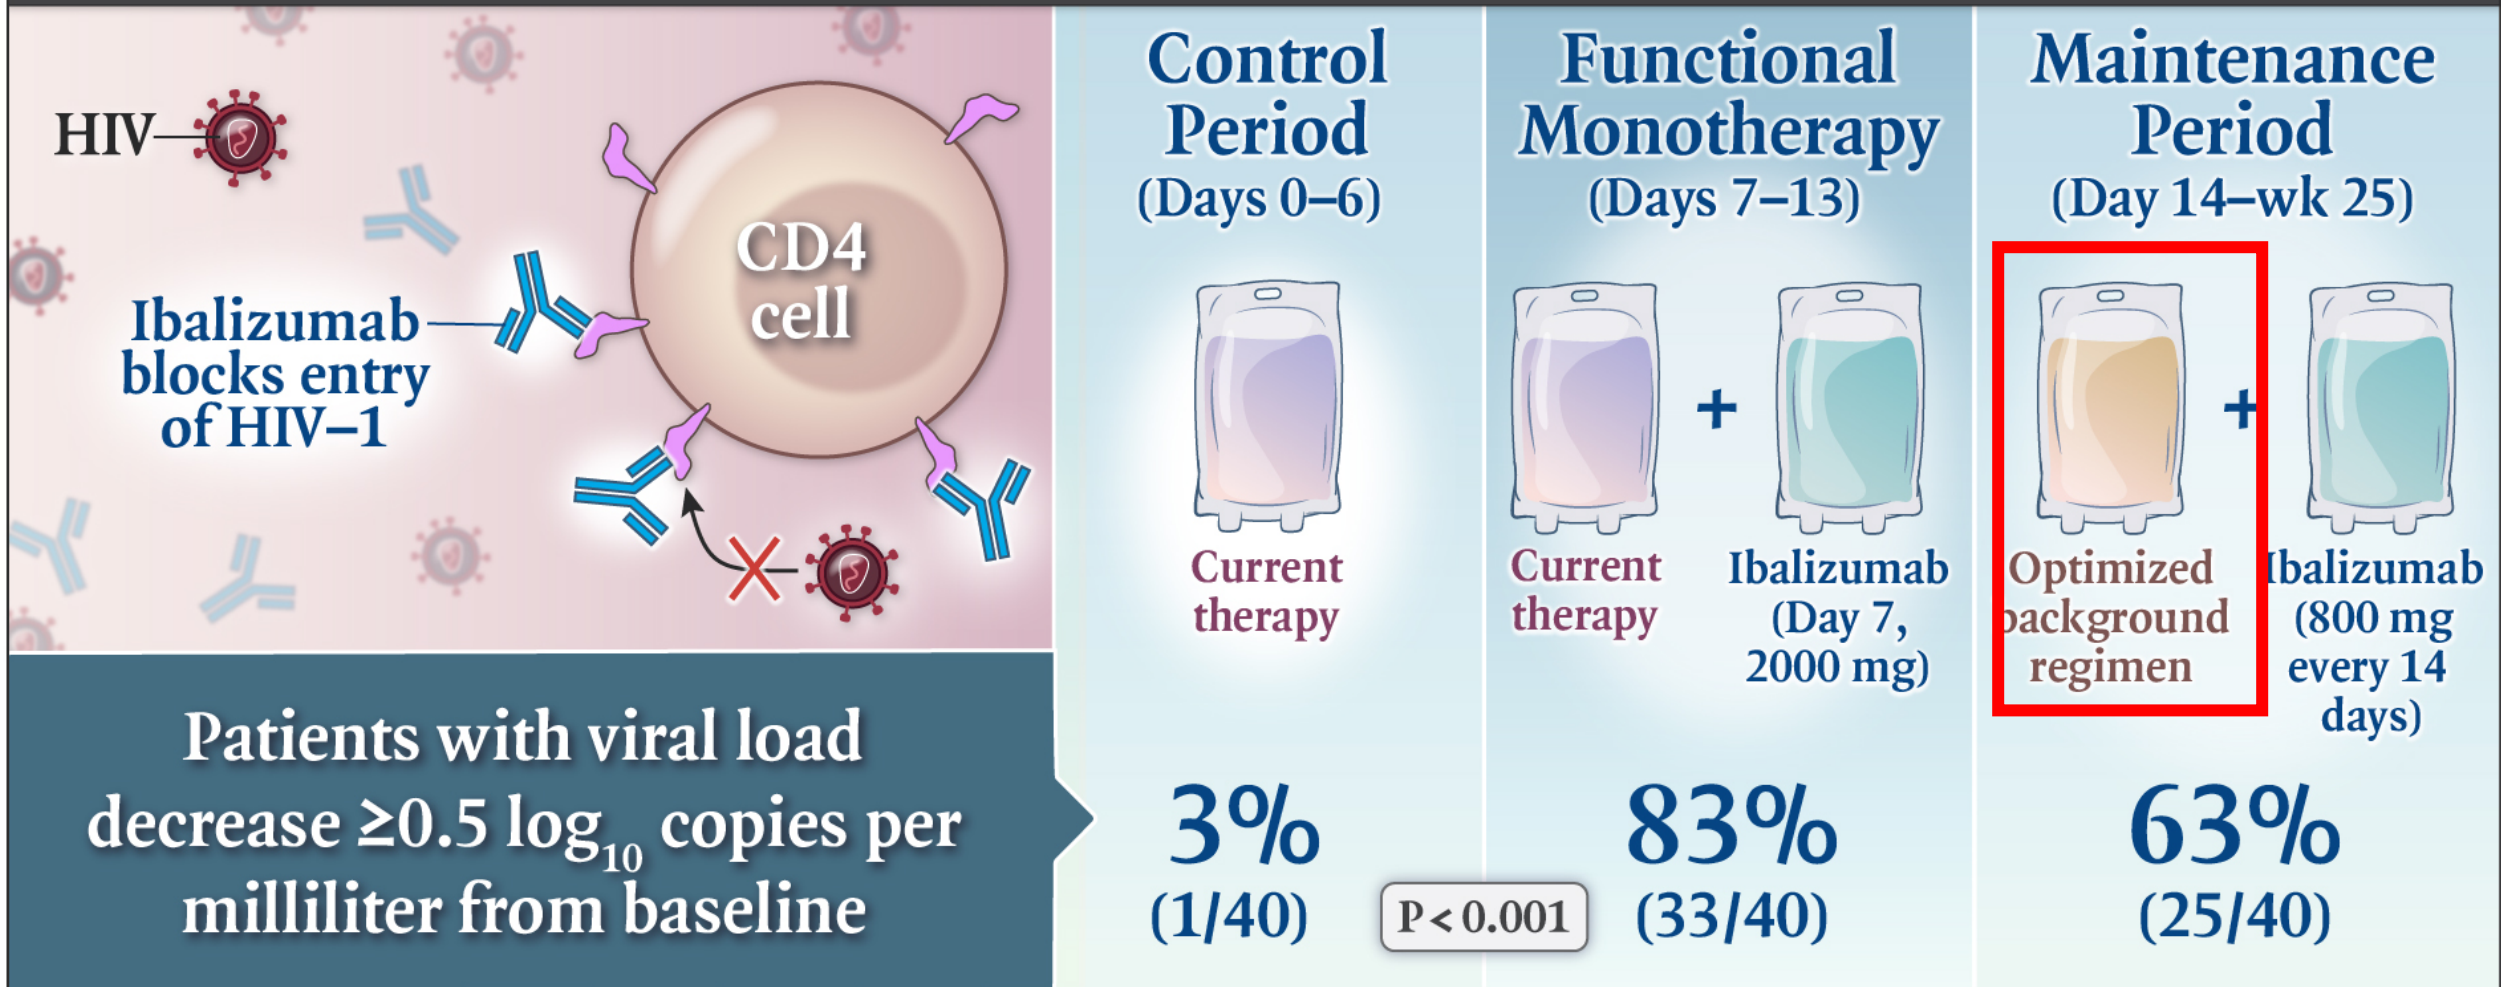 HIV
Ibalizumab
blocks entry
of HIV–1
CD4
cell
Patients with viral load
decrease ≥0.5 log₁₀ copies per
milliliter from baseline
Control
Period
(Days 0–6)
Current
therapy
3%
(1/40)
P < 0.001
Functional
Monotherapy
(Days 7–13)
Current
therapy
+
Ibalizumab
(Day 7,
2000 mg)
83%
(33/40)
Maintenance
Period
(Day 14–wk 25)
Optimized
background
regimen
+
Ibalizumab
(800 mg
every 14
days)
63%
(25/40)